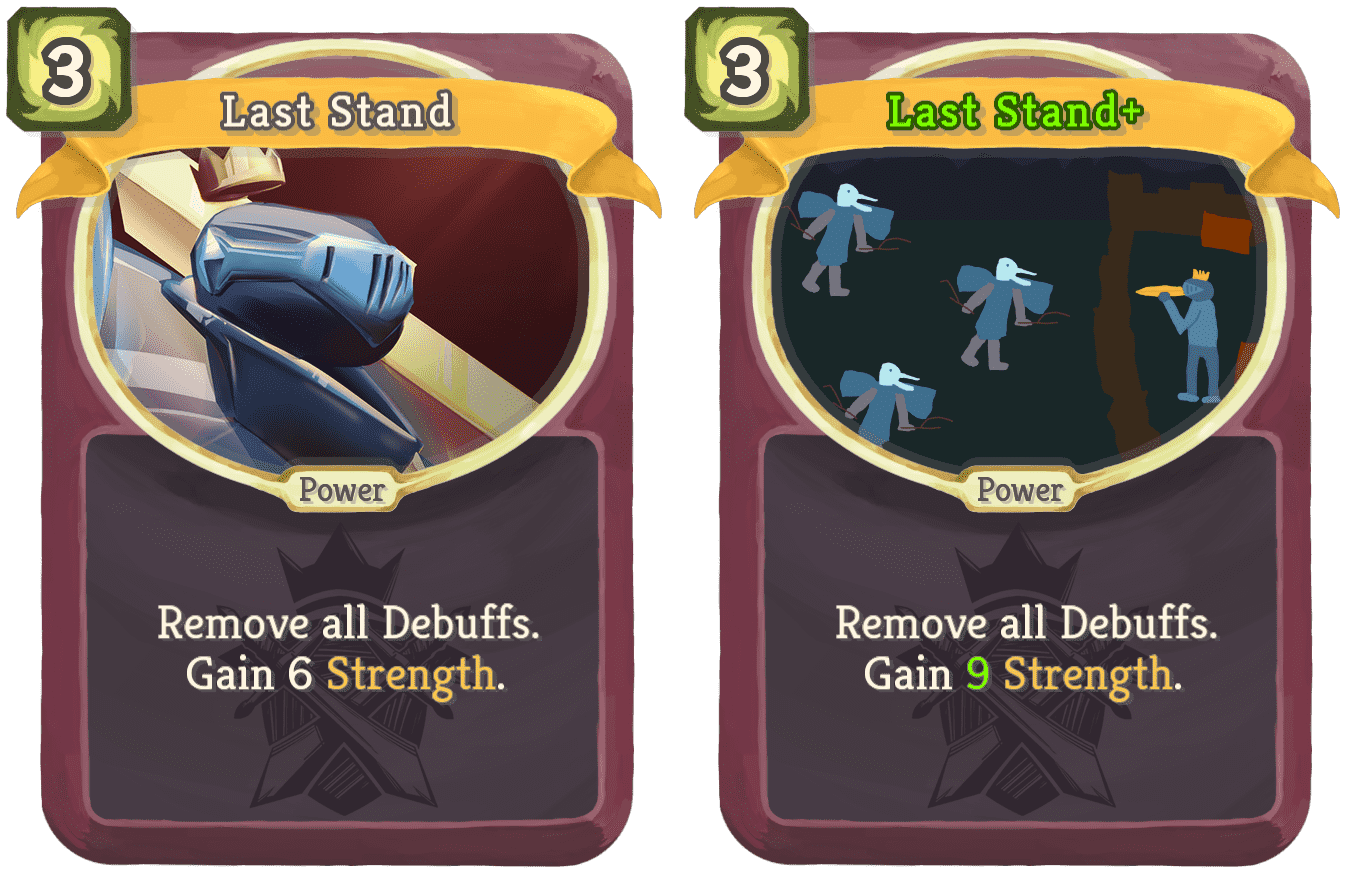 3
Last Stand
Power
Remove all Debuffs.
Gain 6 Strength.
3
Last Stand+
Power
Remove all Debuffs.
Gain 9 Strength.